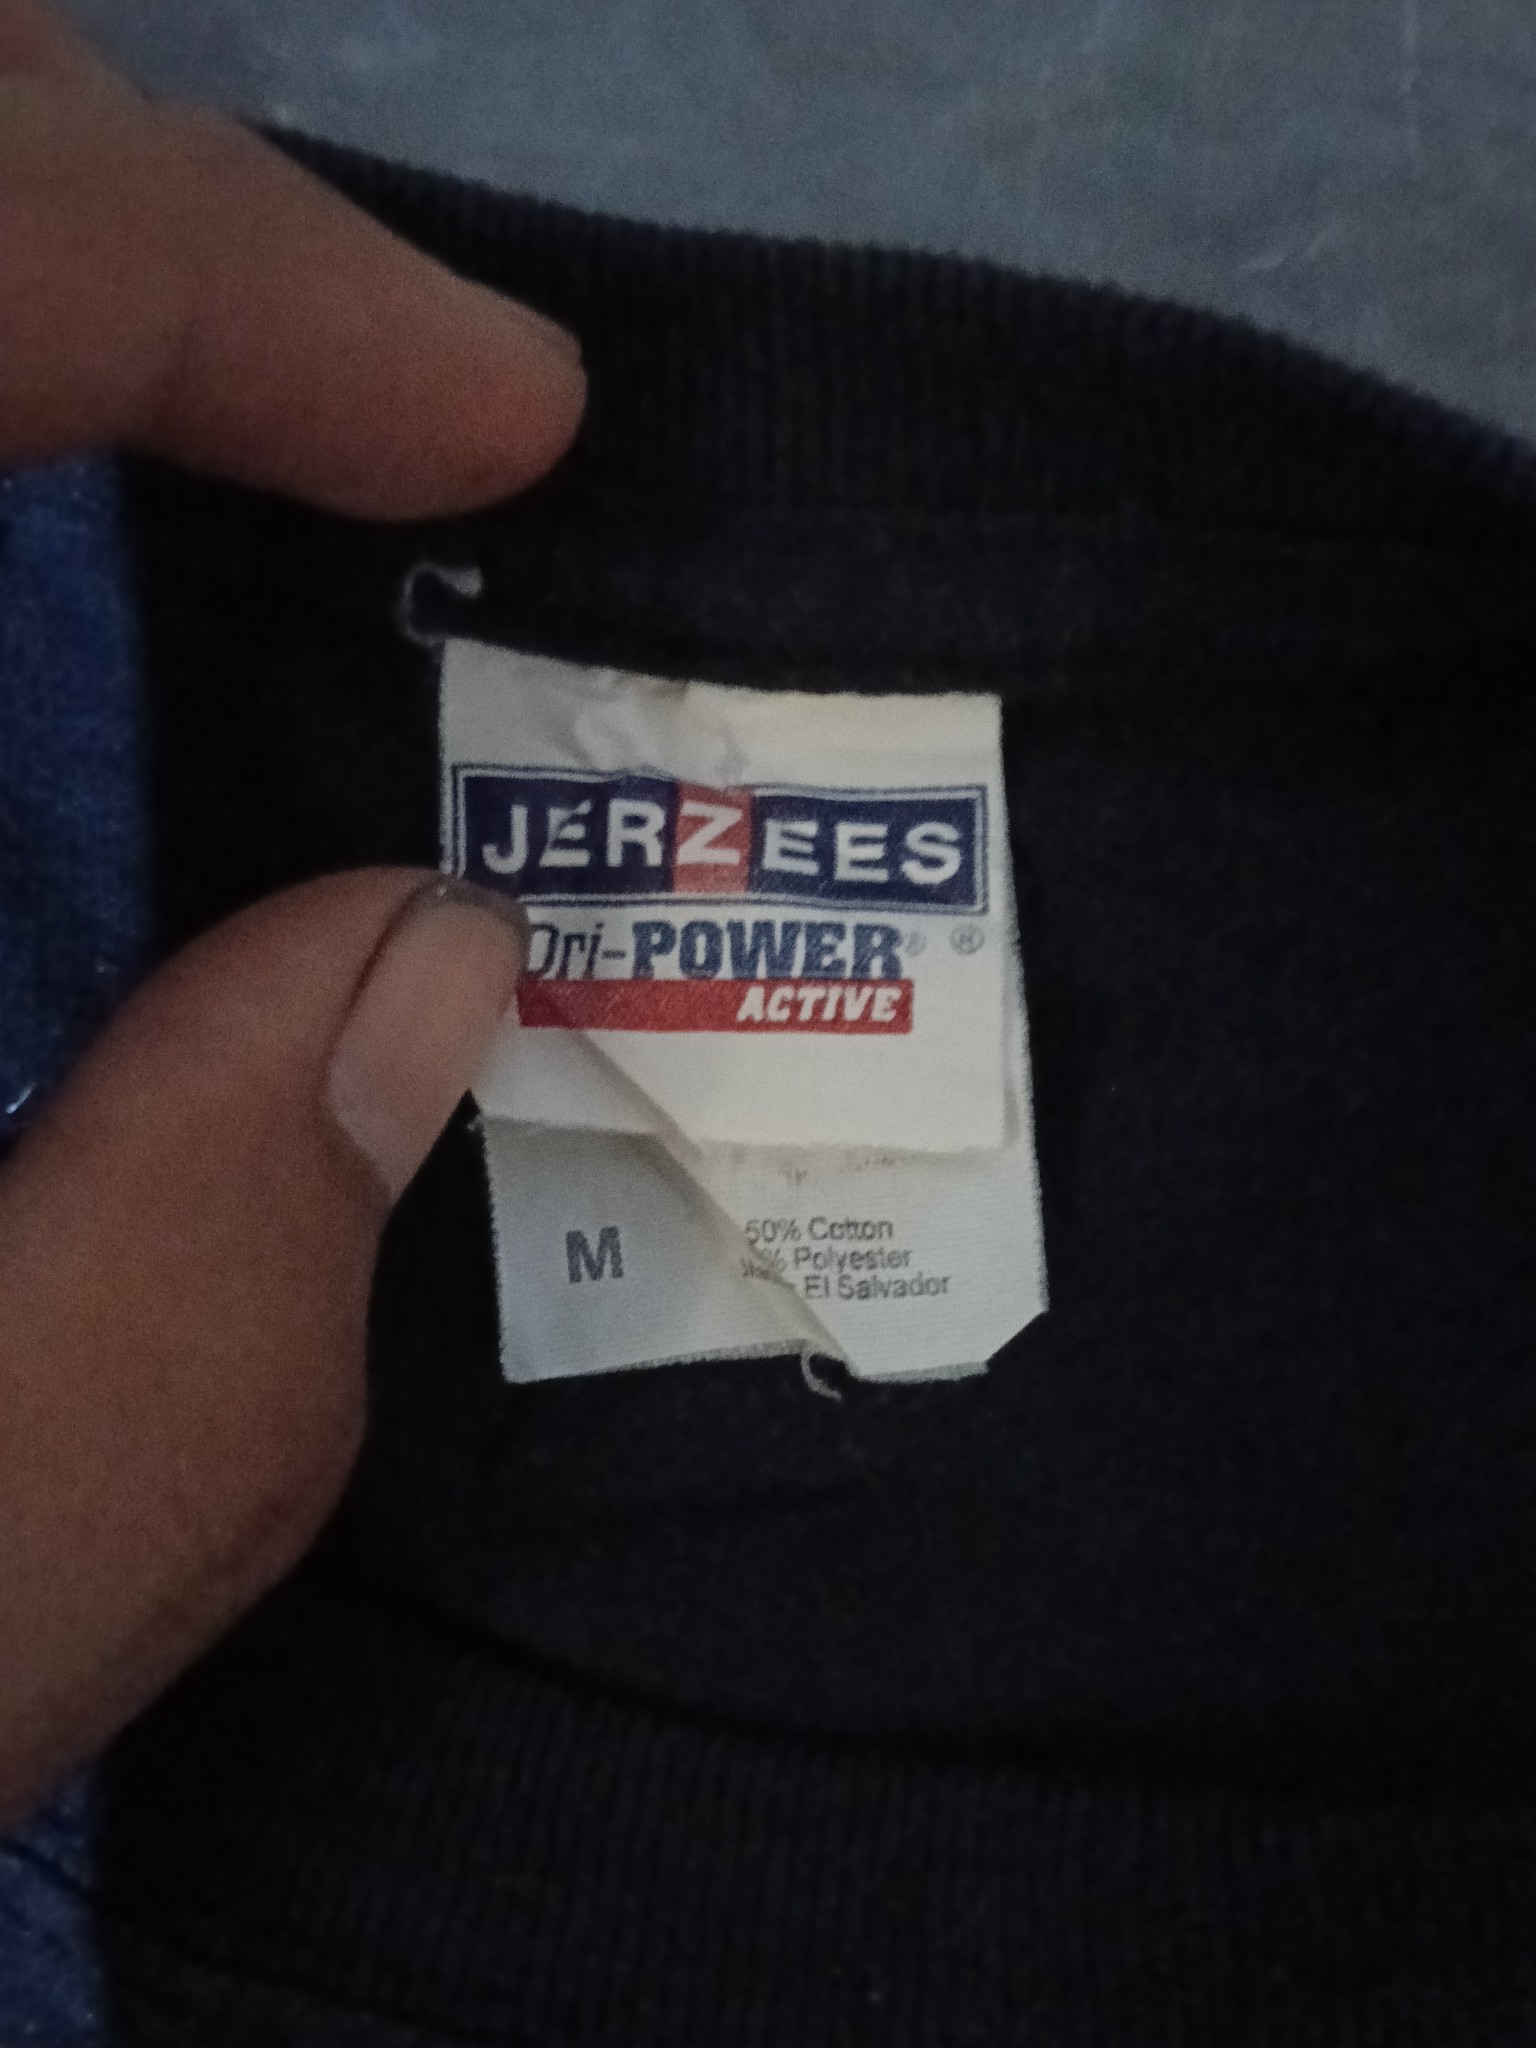 JERZEES
Dri-POWER® ®
ACTIVE
M
50% Cotton
% Polyester
El Salvador